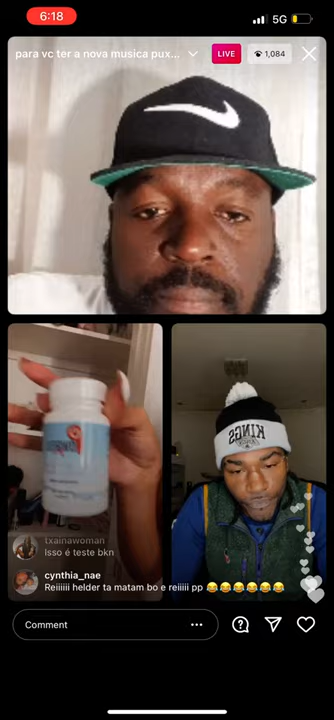 6:18
5G
para vc ter a nova musica pux...
LIVE
1,084
KINGS
txainawoman
Isso é teste bkn
cynthia_nae
Reiiiiii helder ta matam bo e reiiiii pp 😂😂😂😂😂😂
Comment